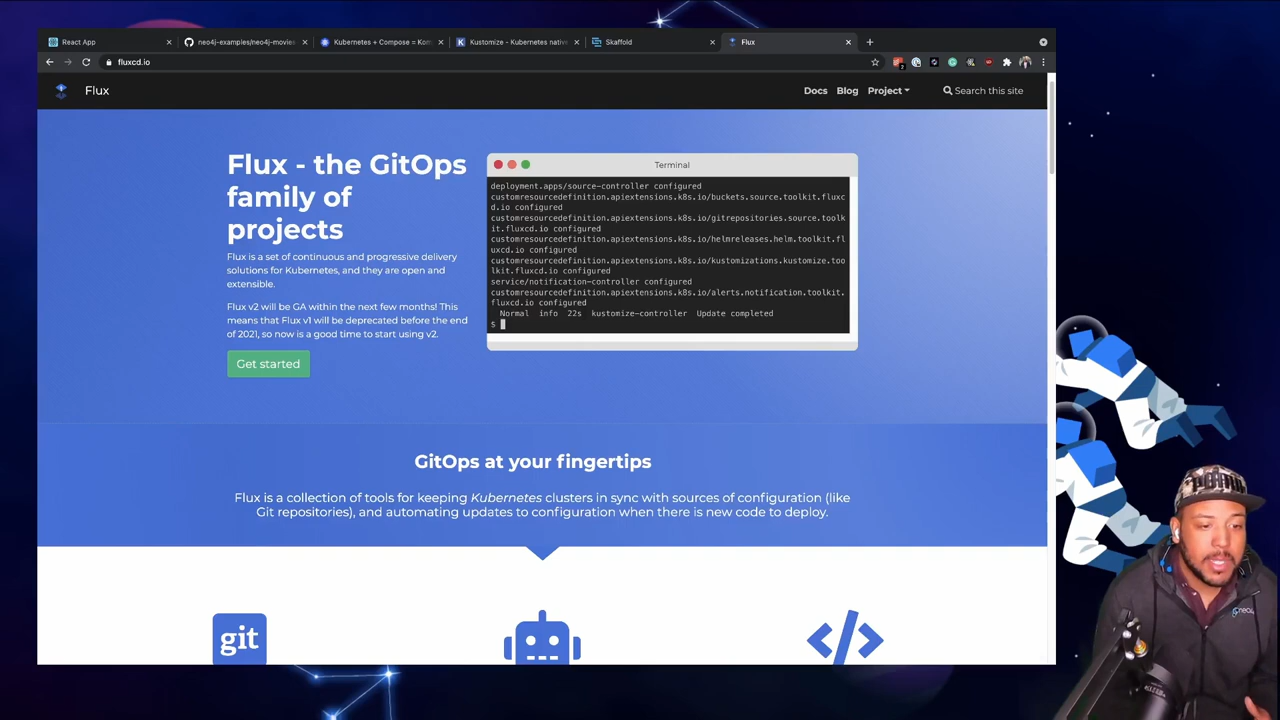 React App
neo4j-examples/neo4j-movies
Kubernetes + Compose = Kom
Kustomize - Kubernetes native
Skaffold
Flux
fluxcd.io
Flux
Docs
Blog
Project
Search this site
Flux - the GitOps
family of
projects
Flux is a set of continuous and progressive delivery
solutions for Kubernetes, and they are open and
extensible.
Flux v2 will be GA within the next few months! This
means that Flux v1 will be deprecated before the end
of 2021, so now is a good time to start using v2.
Get started
Terminal
deployment.apps/source-controller configured
customresourcedefinition.apiextensions.k8s.io/buckets.source.toolkit.fluxc
d.io configured
customresourcedefinition.apiextensions.k8s.io/gitrepositories.source.toolk
it.fluxcd.io configured
customresourcedefinition.apiextensions.k8s.io/helmreleases.helm.toolkit.fl
uxcd.io configured
customresourcedefinition.apiextensions.k8s.io/kustomizations.kustomize.too
lkit.fluxcd.io configured
service/notification-controller configured
customresourcedefinition.apiextensions.k8s.io/alerts.notification.toolkit.
fluxcd.io configured
Normal info 22s kustomize-controller Update completed
$
GitOps at your fingertips
Flux is a collection of tools for keeping Kubernetes clusters in sync with sources of configuration (like
Git repositories), and automating updates to configuration when there is new code to deploy.
git